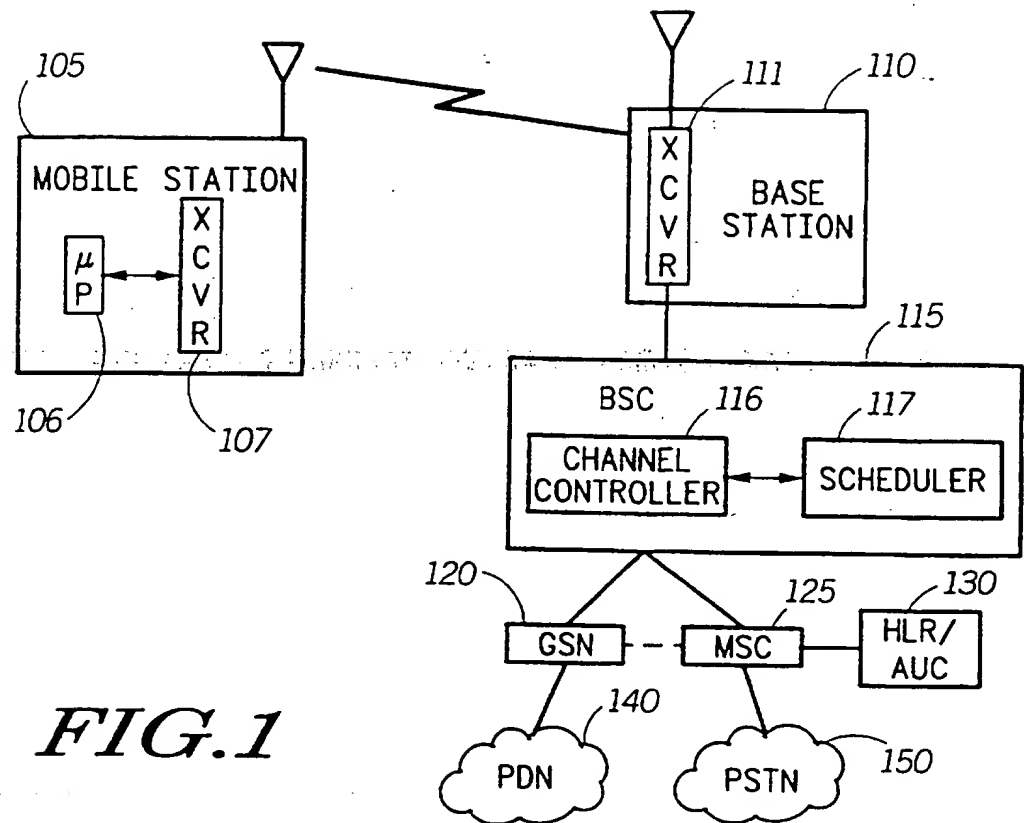 105
111
110
MOBILE STATION
X
C
V
R
μ
P
106
107
X
C
V
R
BASE
STATION
115
BSC
116
117
CHANNEL
CONTROLLER
SCHEDULER
120
125
130
GSN
MSC
HLR/
AUC
140
150
PDN
PSTN
FIG.1